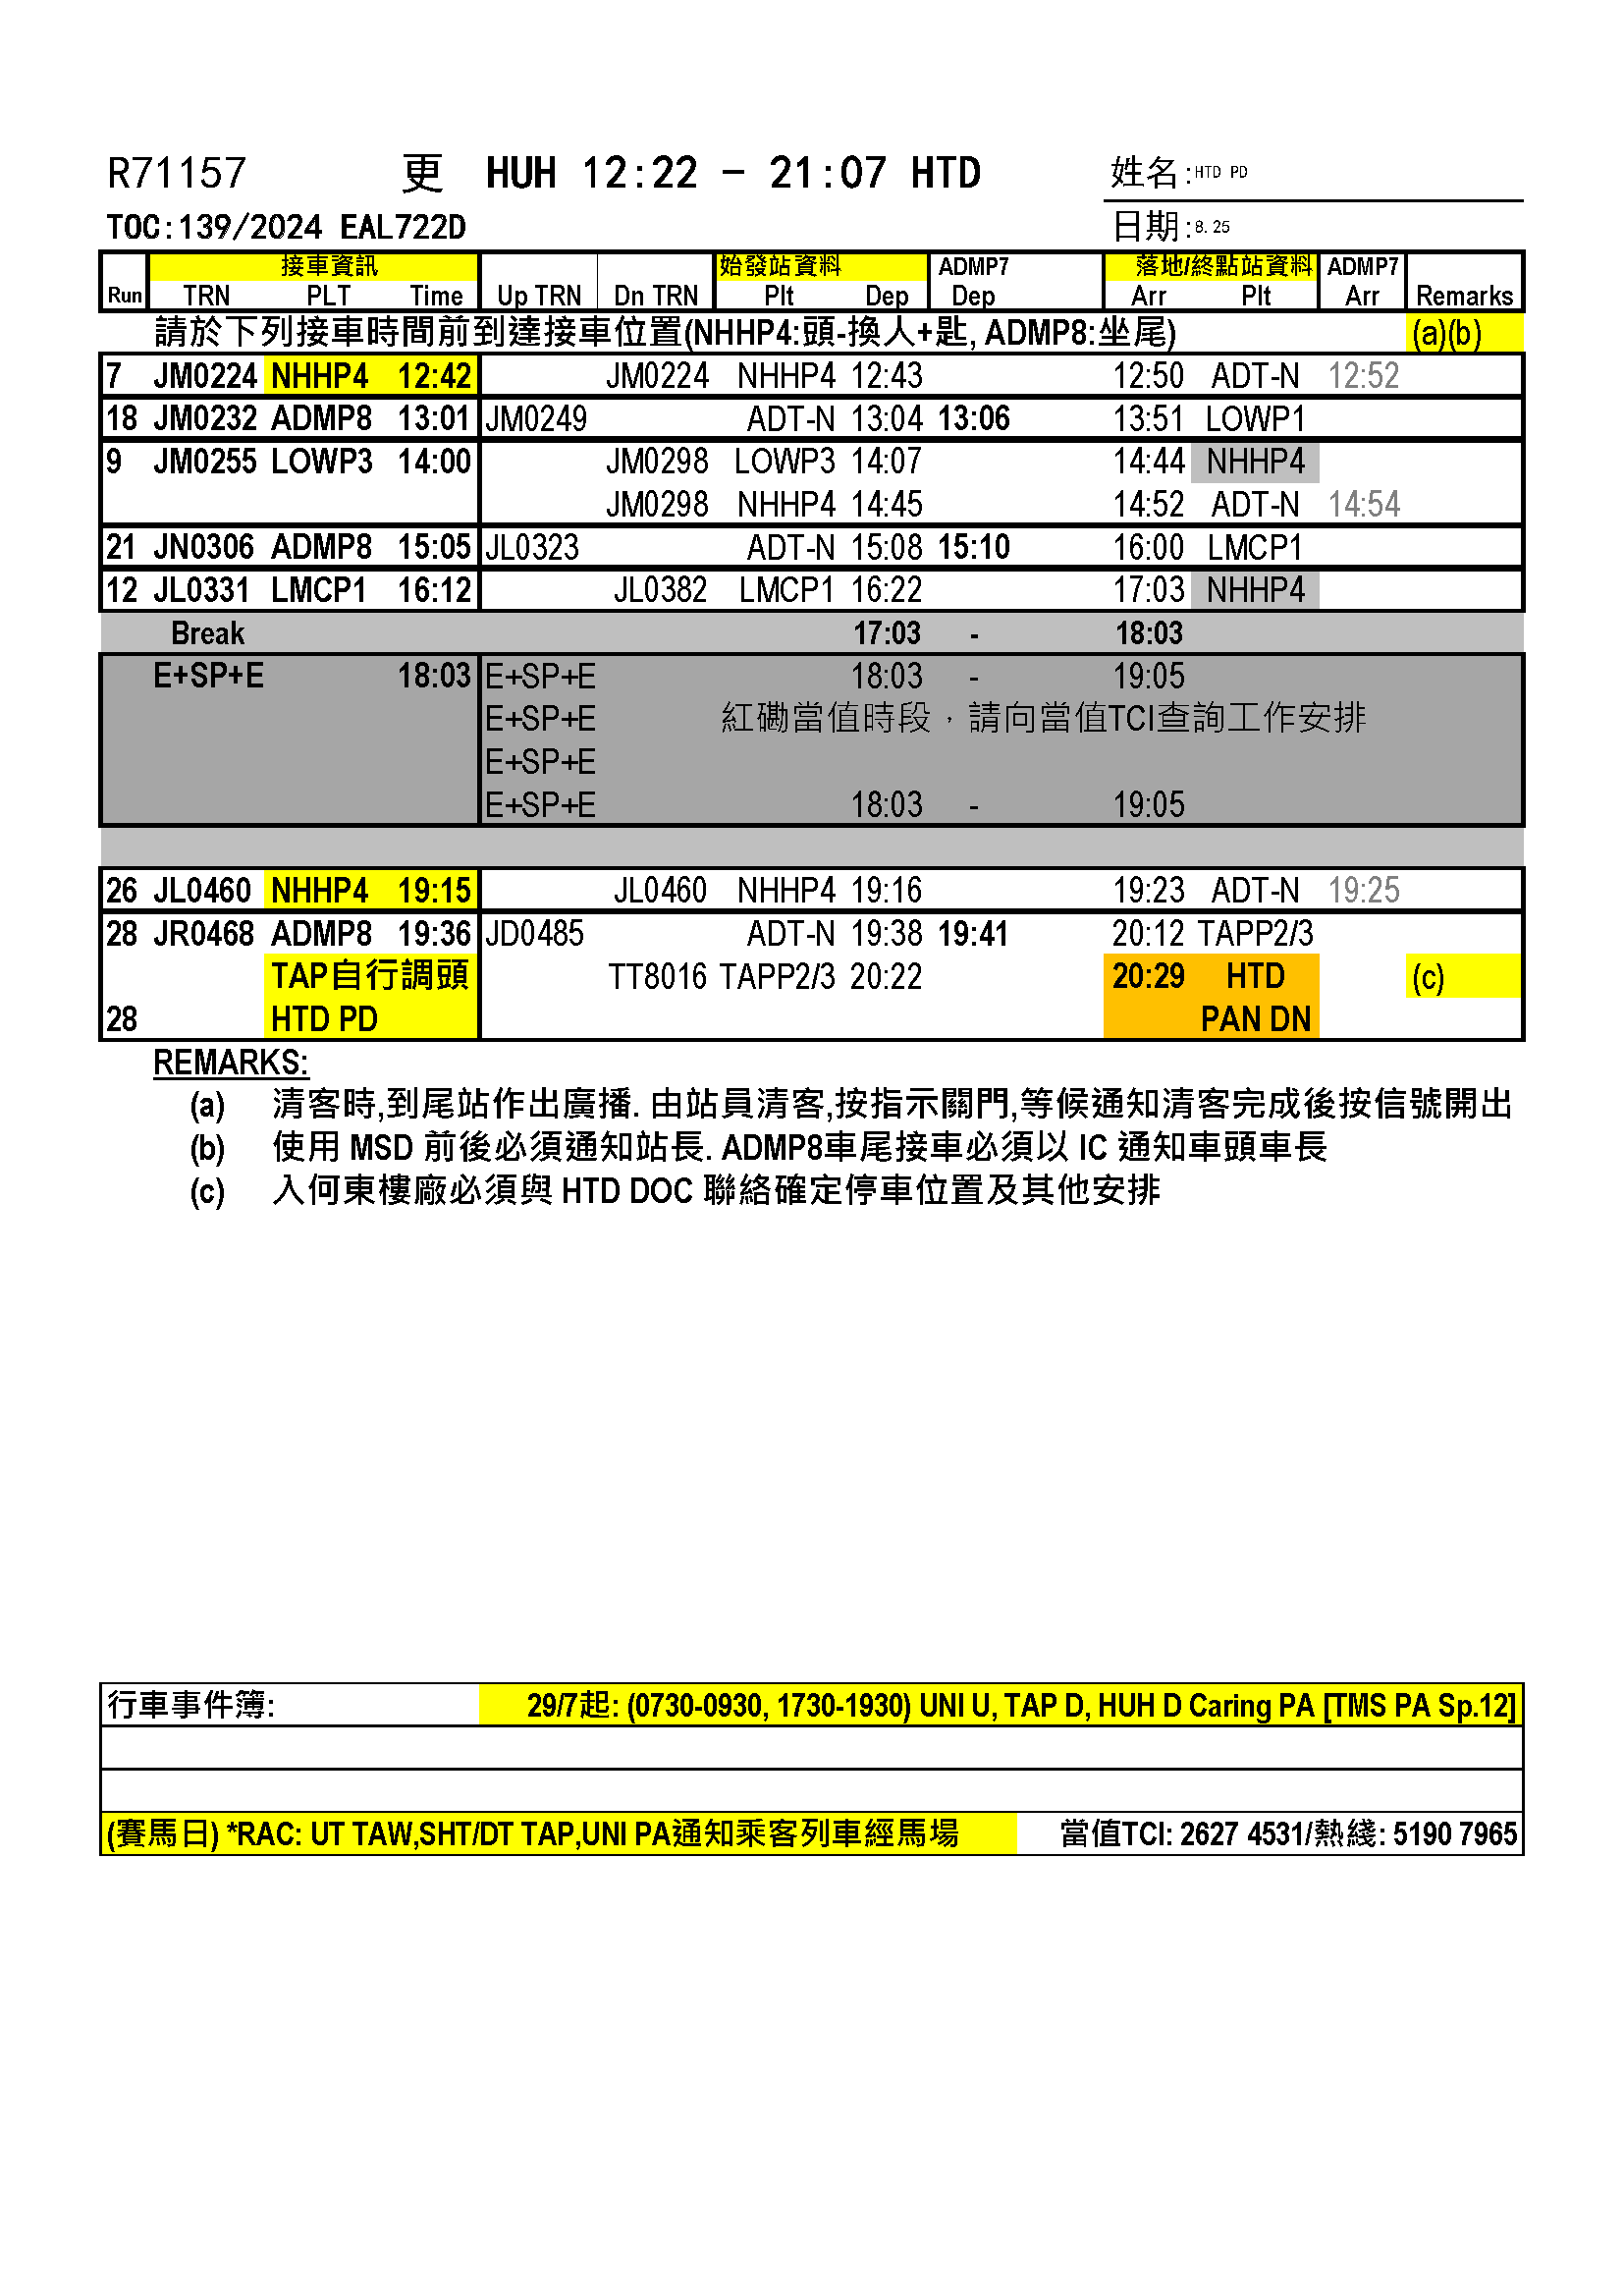 R71157 更 HUH 12:22 - 21:07 HTD 姓名:HTD PD
TOC:139/2024 EAL722D 日期:8.25
接車資訊 始發站資料 ADMP7 落地/終點站資料 ADMP7
Run TRN PLT Time Up TRN Dn TRN Plt Dep Dep Arr Plt Arr Remarks
請於下列接車時間前到達接車位置(NHHP4:頭-換人+匙, ADMP8:坐尾) (a)(b)
7 JM0224 NHHP4 12:42 JM0224 NHHP4 12:43 12:50 ADT-N 12:52
18 JM0232 ADMP8 13:01 JM0249 ADT-N 13:04 13:06 13:51 LOWP1
9 JM0255 LOWP3 14:00 JM0298 LOWP3 14:07 14:44 NHHP4
JM0298 NHHP4 14:45 14:52 ADT-N 14:54
21 JN0306 ADMP8 15:05 JL0323 ADT-N 15:08 15:10 16:00 LMCP1
12 JL0331 LMCP1 16:12 JL0382 LMCP1 16:22 17:03 NHHP4
Break 17:03 - 18:03
E+SP+E 18:03 E+SP+E 18:03 - 19:05
E+SP+E 紅磡當值時段，請向當值TCI查詢工作安排
E+SP+E
E+SP+E 18:03 - 19:05
26 JL0460 NHHP4 19:15 JL0460 NHHP4 19:16 19:23 ADT-N 19:25
28 JR0468 ADMP8 19:36 JD0485 ADT-N 19:38 19:41 20:12 TAPP2/3
TAP自行調頭 TT8016 TAPP2/3 20:22 20:29 HTD (c)
28 HTD PD PAN DN
REMARKS:
(a) 清客時,到尾站作出廣播. 由站員清客,按指示關門,等候通知清客完成後按信號開出
(b) 使用 MSD 前後必須通知站長. ADMP8車尾接車必須以 IC 通知車頭車長
(c) 入何東樓廠必須與 HTD DOC 聯絡確定停車位置及其他安排
行車事件簿: 29/7起: (0730-0930, 1730-1930) UNI U, TAP D, HUH D Caring PA [TMS PA Sp.12]
(賽馬日) *RAC: UT TAW,SHT/DT TAP,UNI PA通知乘客列車經馬場 當值TCI: 2627 4531/熱綫: 5190 7965